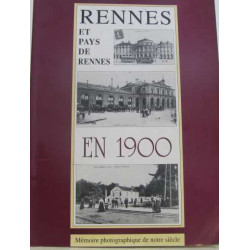 RENNES
ET
PAYS
DE
RENNES
EN 1900
Mémoire photographique de notre siècle